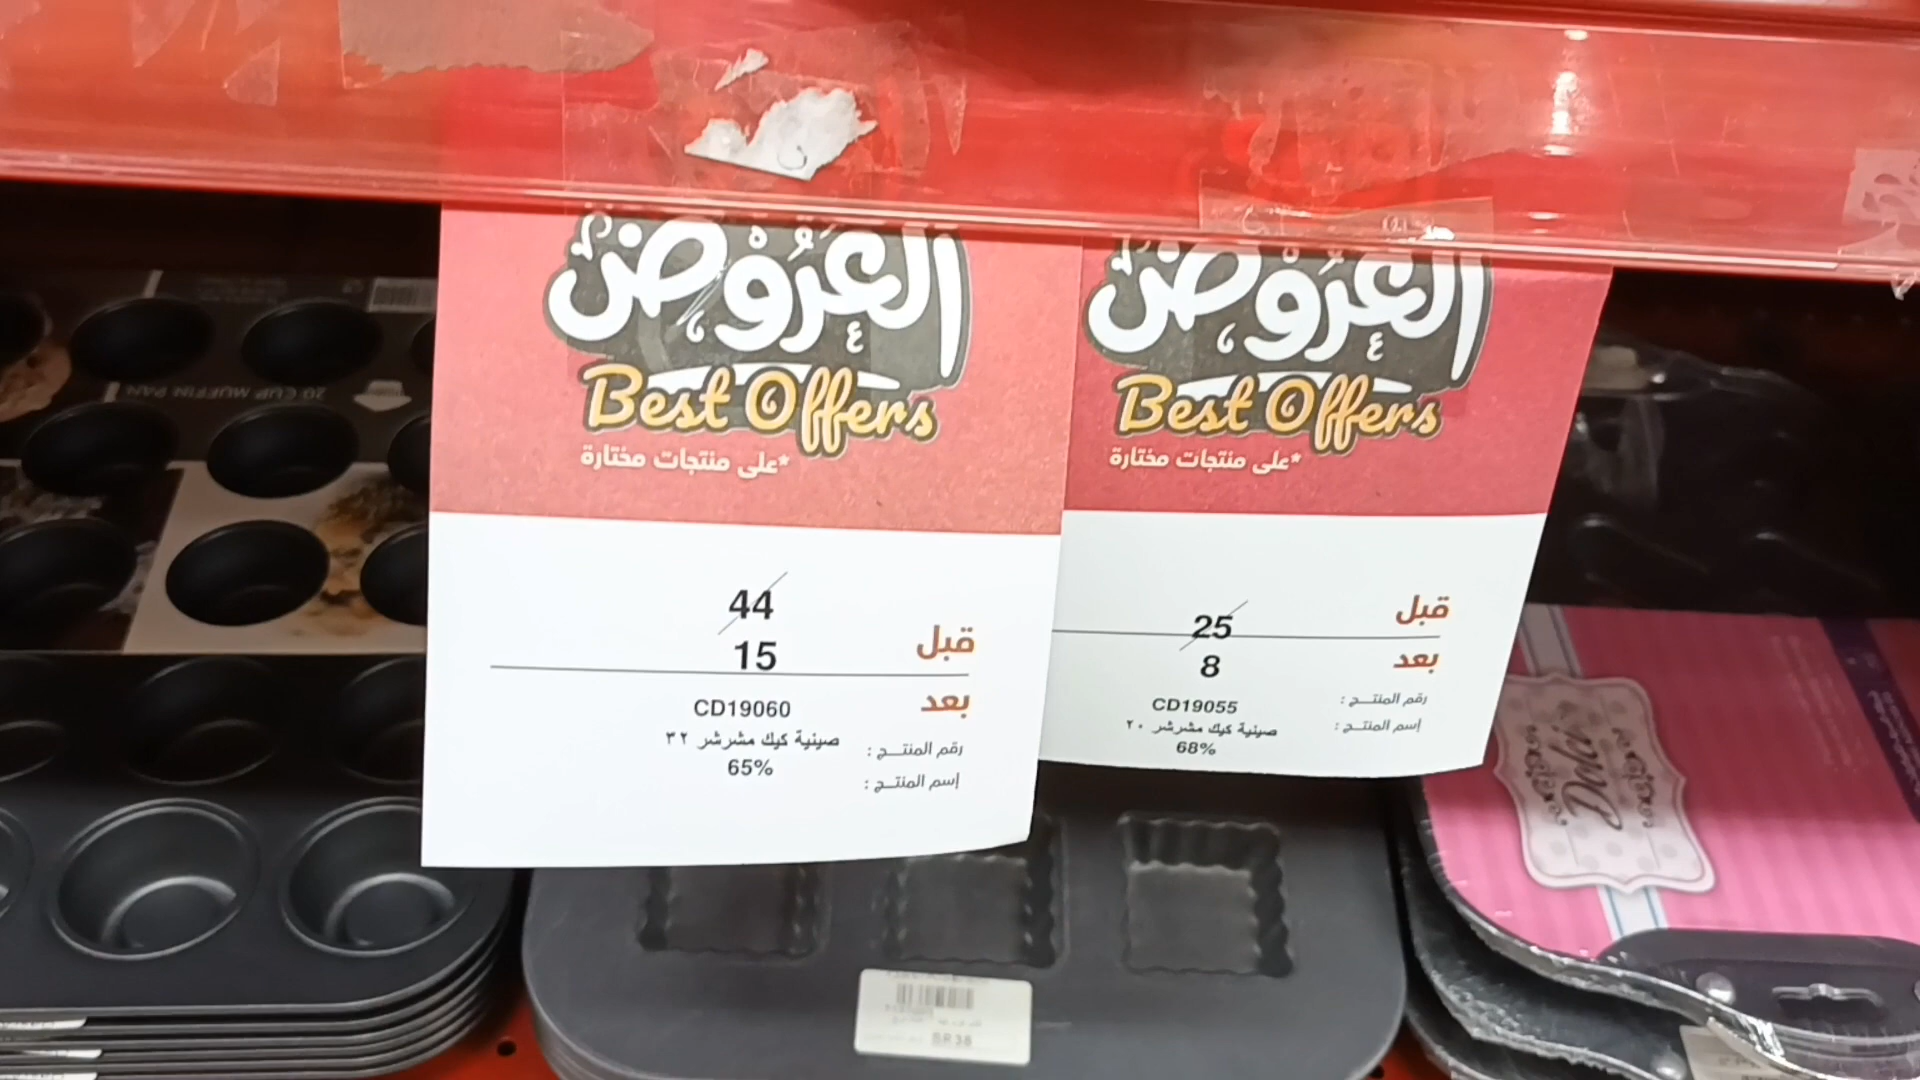 العروض
Best Offers
*على منتجات مختارة
44
قبل
15
بعد
CD19060
رقم المنتج :
صينية كيك مشرشر ٣٢
إسم المنتج :
65%
العروض
Best Offers
*على منتجات مختارة
قبل
25
بعد
8
رقم المنتج :
CD19055
إسم المنتج :
صينية كيك مشرشر ٢٠
68%
20 CUP MUFFIN PAN
Dolci